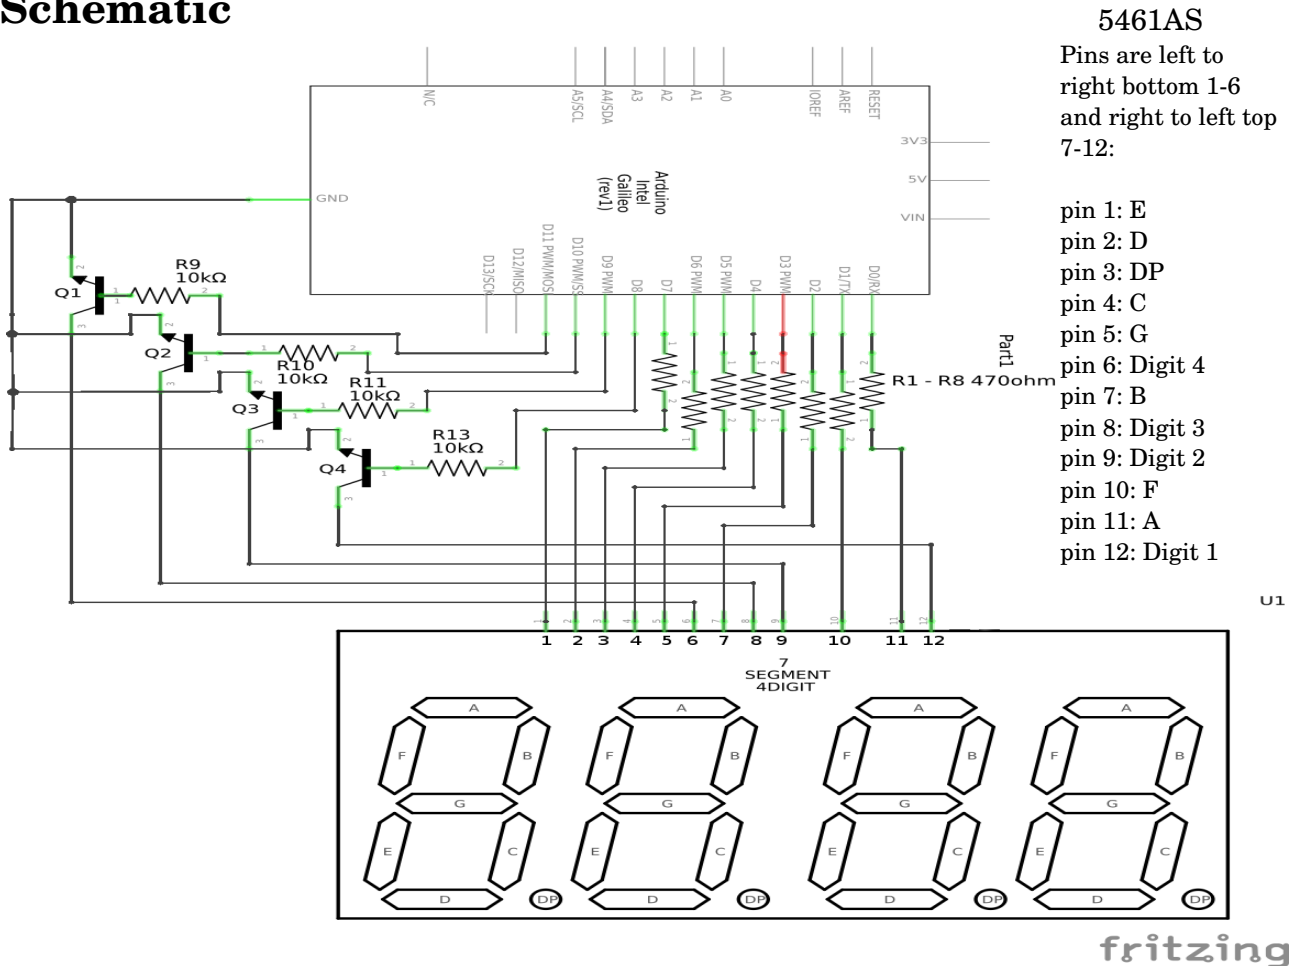 Schematic
5461AS
Pins are left to
right bottom 1-6
and right to left top
7-12:
pin 1: E
pin 2: D
pin 3: DP
pin 4: C
pin 5: G
pin 6: Digit 4
pin 7: B
pin 8: Digit 3
pin 9: Digit 2
pin 10: F
pin 11: A
pin 12: Digit 1
N/C
A5/SCL
A4/SDA
A3
A2
A1
A0
IOREF
AREF
RESET
3V3
5V
VIN
GND
Arduino
Intel
Galileo
(rev1)
D13/SCK
D12/MISO
D11 PWM/MOSI
D10 PWM/SS
D9 PWM
D8
D7
D6 PWM
D5 PWM
D4
D3 PWM
D2
D1/TX
D0/RX
Part1
R1 - R8 470ohm
Q1
R9
10kΩ
Q2
R10
10kΩ
Q3
R11
10kΩ
Q4
R13
10kΩ
U1
1 2 3 4 5 6 7 8 9 10 11 12
7
SEGMENT
4DIGIT
A A A A
F B F B F B F B
G G G G
E C E C E C E C
D DP D DP D DP D DP
fritzing